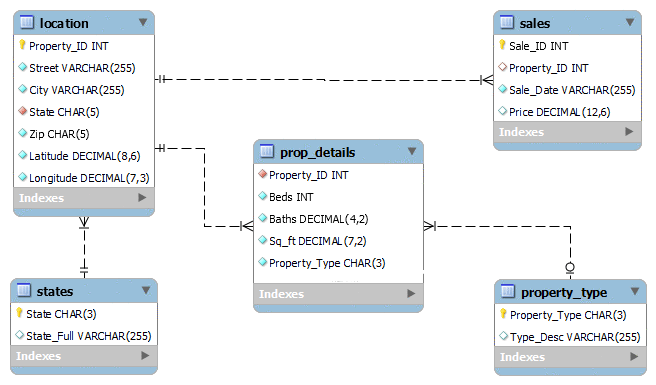 location
Property_ID INT
Street VARCHAR(255)
City VARCHAR(255)
State CHAR(5)
Zip CHAR(5)
Latitude DECIMAL(8,6)
Longitude DECIMAL(7,3)
Indexes
sales
Sale_ID INT
Property_ID INT
Sale_Date VARCHAR(255)
Price DECIMAL(12,6)
Indexes
prop_details
Property_ID INT
Beds INT
Baths DECIMAL(4,2)
Sq_ft DECIMAL(7,2)
Property_Type CHAR(3)
Indexes
states
State CHAR(3)
State_Full VARCHAR(255)
Indexes
property_type
Property_Type CHAR(3)
Type_Desc VARCHAR(255)
Indexes